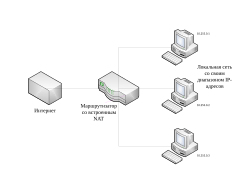 Интернет
Маршрутизатор
со встроенным
NAT
Локальная сеть
со своим
диапазоном IP-
адресов